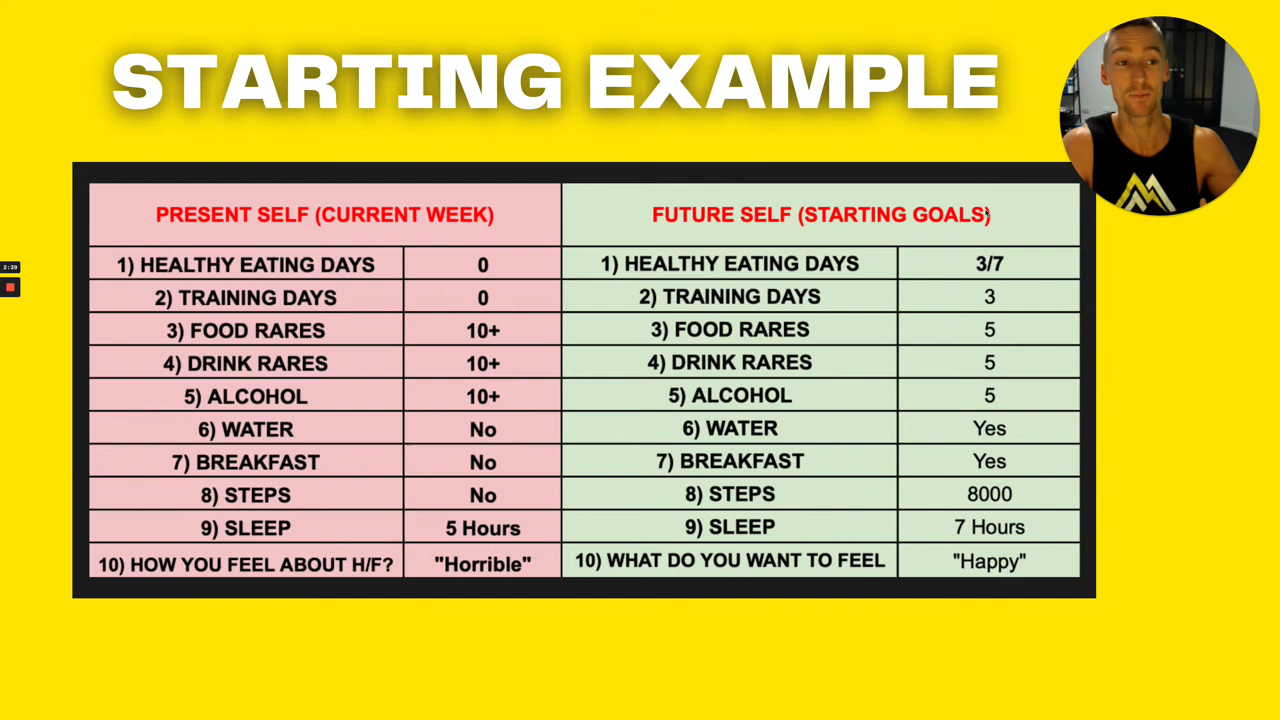 STARTING EXAMPLE
PRESENT SELF (CURRENT WEEK) FUTURE SELF (STARTING GOALS)
1) HEALTHY EATING DAYS 0 1) HEALTHY EATING DAYS 3/7
2) TRAINING DAYS 0 2) TRAINING DAYS 3
3) FOOD RARES 10+ 3) FOOD RARES 5
4) DRINK RARES 10+ 4) DRINK RARES 5
5) ALCOHOL 10+ 5) ALCOHOL 5
6) WATER No 6) WATER Yes
7) BREAKFAST No 7) BREAKFAST Yes
8) STEPS No 8) STEPS 8000
9) SLEEP 5 Hours 9) SLEEP 7 Hours
10) HOW YOU FEEL ABOUT H/F? "Horrible" 10) WHAT DO YOU WANT TO FEEL "Happy"
2:39